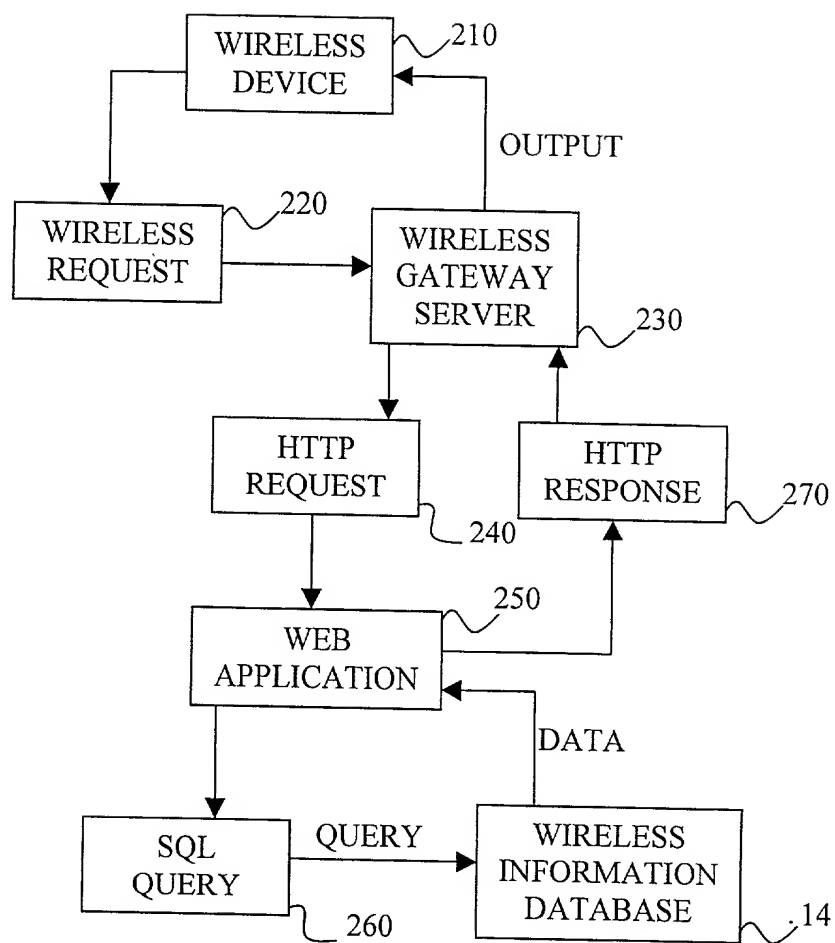 WIRELESS
DEVICE
210
OUTPUT
WIRELESS
REQUEST
220
WIRELESS
GATEWAY
SERVER
230
HTTP
REQUEST
240
HTTP
RESPONSE
270
WEB
APPLICATION
250
DATA
SQL
QUERY
260
QUERY
WIRELESS
INFORMATION
DATABASE
14